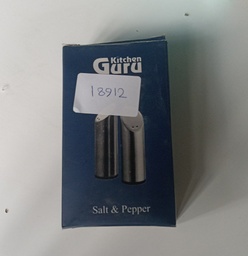 Kitchen
Guru
18912
Salt & Pepper